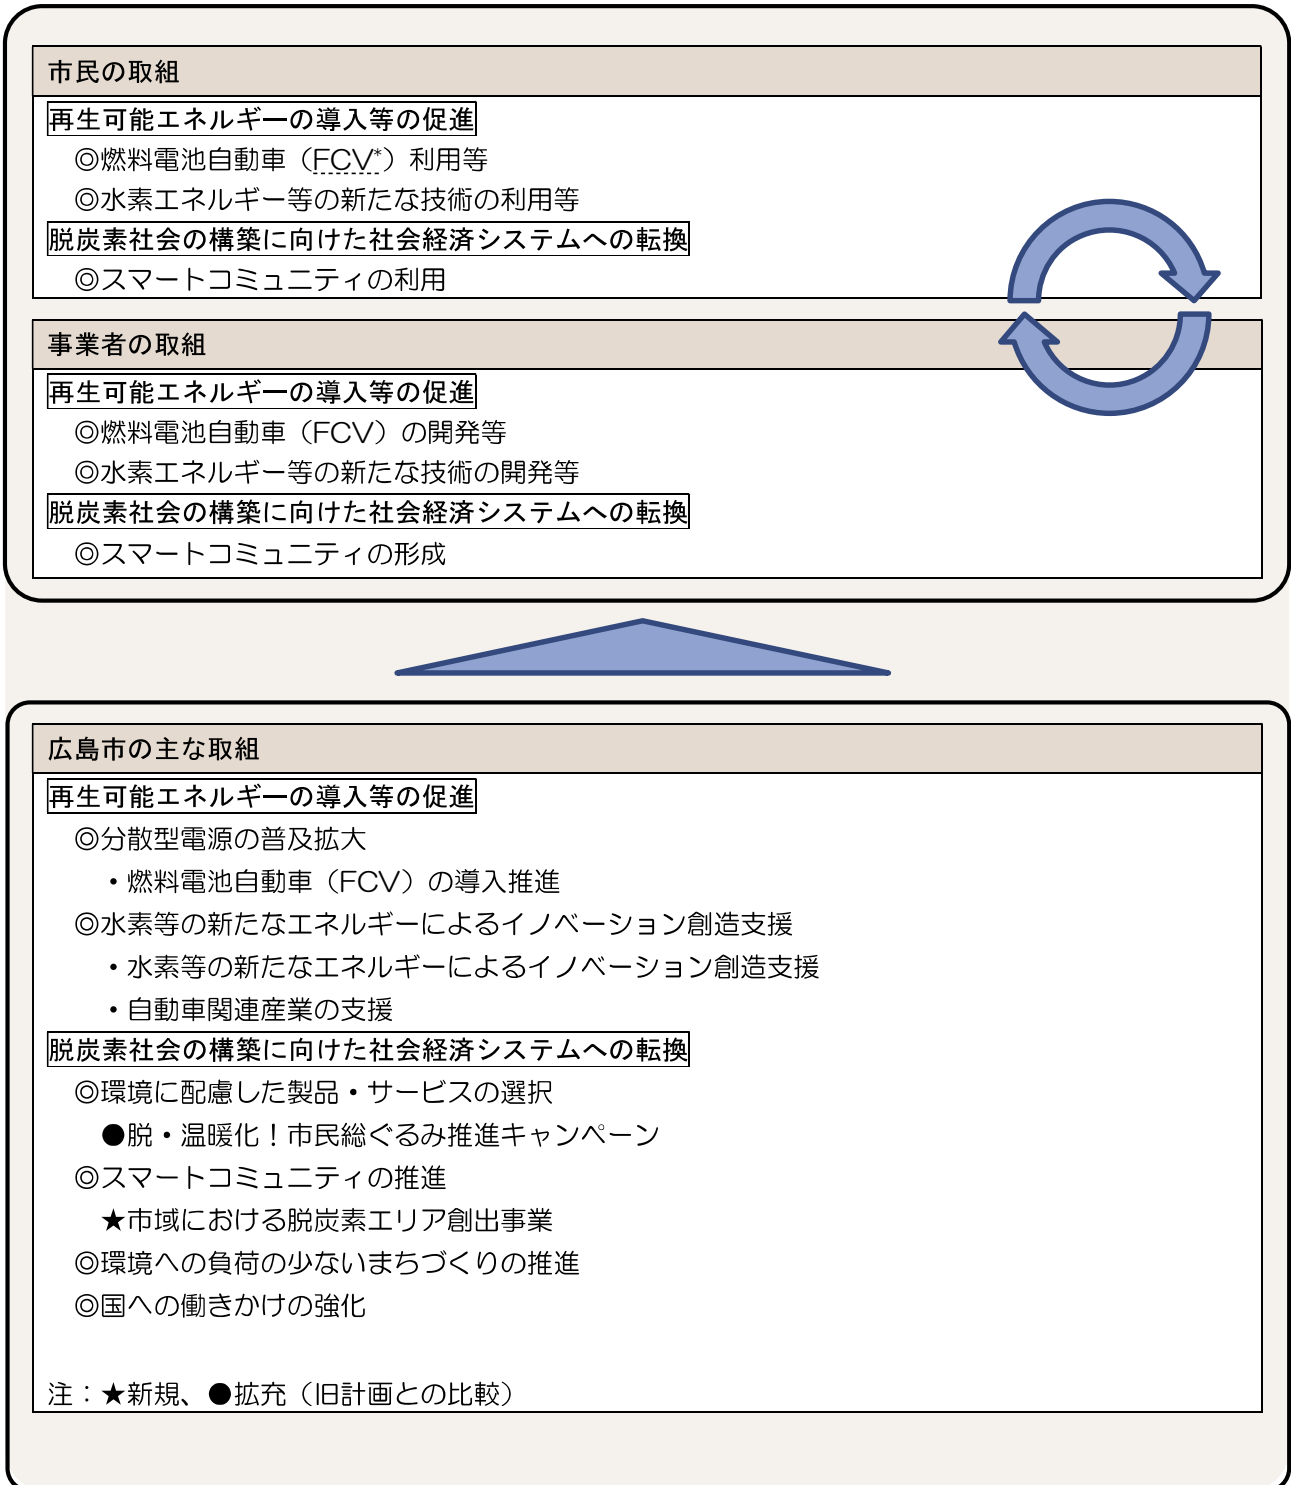 市民の取組
再生可能エネルギーの導入等の促進
◎燃料電池自動車（FCV*）利用等
◎水素エネルギー等の新たな技術の利用等
脱炭素社会の構築に向けた社会経済システムへの転換
◎スマートコミュニティの利用
事業者の取組
再生可能エネルギーの導入等の促進
◎燃料電池自動車（FCV）の開発等
◎水素エネルギー等の新たな技術の開発等
脱炭素社会の構築に向けた社会経済システムへの転換
◎スマートコミュニティの形成
広島市の主な取組
再生可能エネルギーの導入等の促進
◎分散型電源の普及拡大
・燃料電池自動車（FCV）の導入推進
◎水素等の新たなエネルギーによるイノベーション創造支援
・水素等の新たなエネルギーによるイノベーション創造支援
・自動車関連産業の支援
脱炭素社会の構築に向けた社会経済システムへの転換
◎環境に配慮した製品・サービスの選択
●脱・温暖化！市民総ぐるみ推進キャンペーン
◎スマートコミュニティの推進
★市域における脱炭素エリア創出事業
◎環境への負荷の少ないまちづくりの推進
◎国への働きかけの強化
注：★新規、●拡充（旧計画との比較）